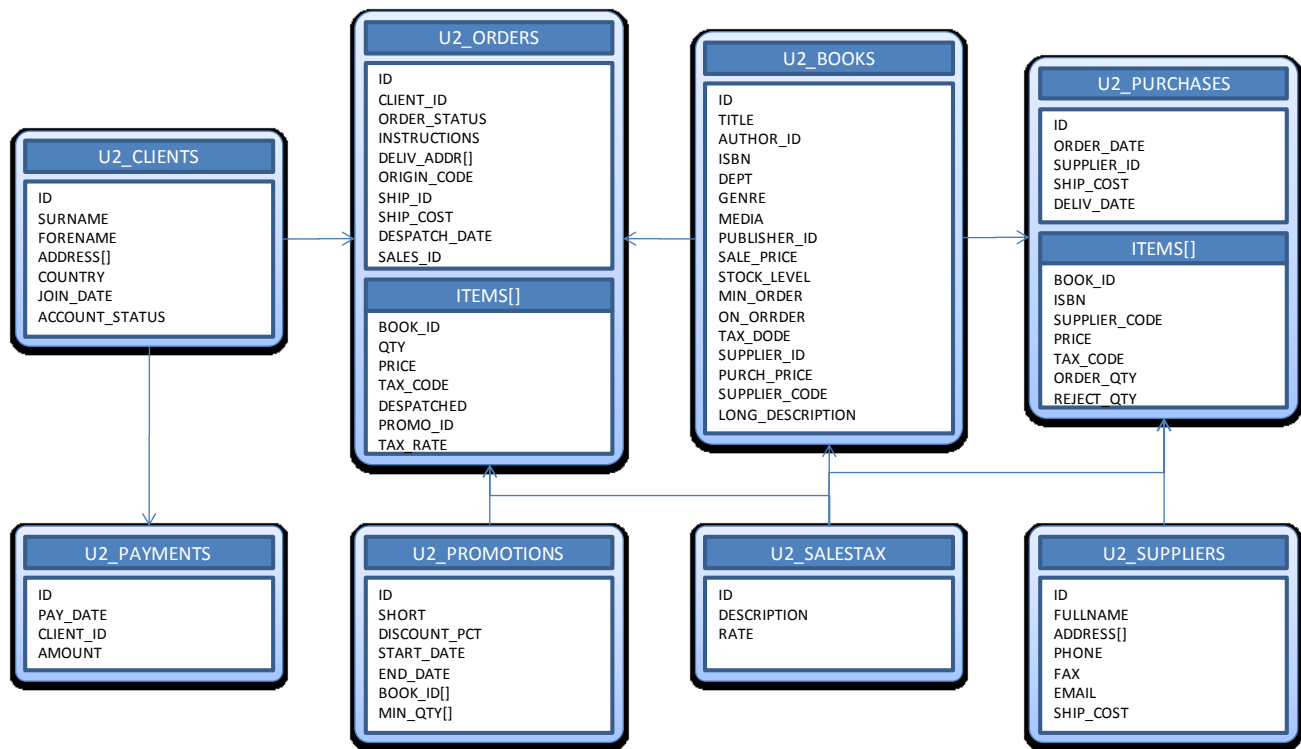 U2_CLIENTS
ID
SURNAME
FORENAME
ADDRESS[]
COUNTRY
JOIN_DATE
ACCOUNT_STATUS
U2_ORDERS
ID
CLIENT_ID
ORDER_STATUS
INSTRUCTIONS
DELIV_ADDR[]
ORIGIN_CODE
SHIP_ID
SHIP_COST
DESPATCH_DATE
SALES_ID
ITEMS[]
BOOK_ID
QTY
PRICE
TAX_CODE
DESPATCHED
PROMO_ID
TAX_RATE
U2_BOOKS
ID
TITLE
AUTHOR_ID
ISBN
DEPT
GENRE
MEDIA
PUBLISHER_ID
SALE_PRICE
STOCK_LEVEL
MIN_ORDER
ON_ORRDER
TAX_DODE
SUPPLIER_ID
PURCH_PRICE
SUPPLIER_CODE
LONG_DESCRIPTION
U2_PURCHASES
ID
ORDER_DATE
SUPPLIER_ID
SHIP_COST
DELIV_DATE
ITEMS[]
BOOK_ID
ISBN
SUPPLIER_CODE
PRICE
TAX_CODE
ORDER_QTY
REJECT_QTY
U2_PAYMENTS
ID
PAY_DATE
CLIENT_ID
AMOUNT
U2_PROMOTIONS
ID
SHORT
DISCOUNT_PCT
START_DATE
END_DATE
BOOK_ID[]
MIN_QTY[]
U2_SALESTAX
ID
DESCRIPTION
RATE
U2_SUPPLIERS
ID
FULLNAME
ADDRESS[]
PHONE
FAX
EMAIL
SHIP_COST